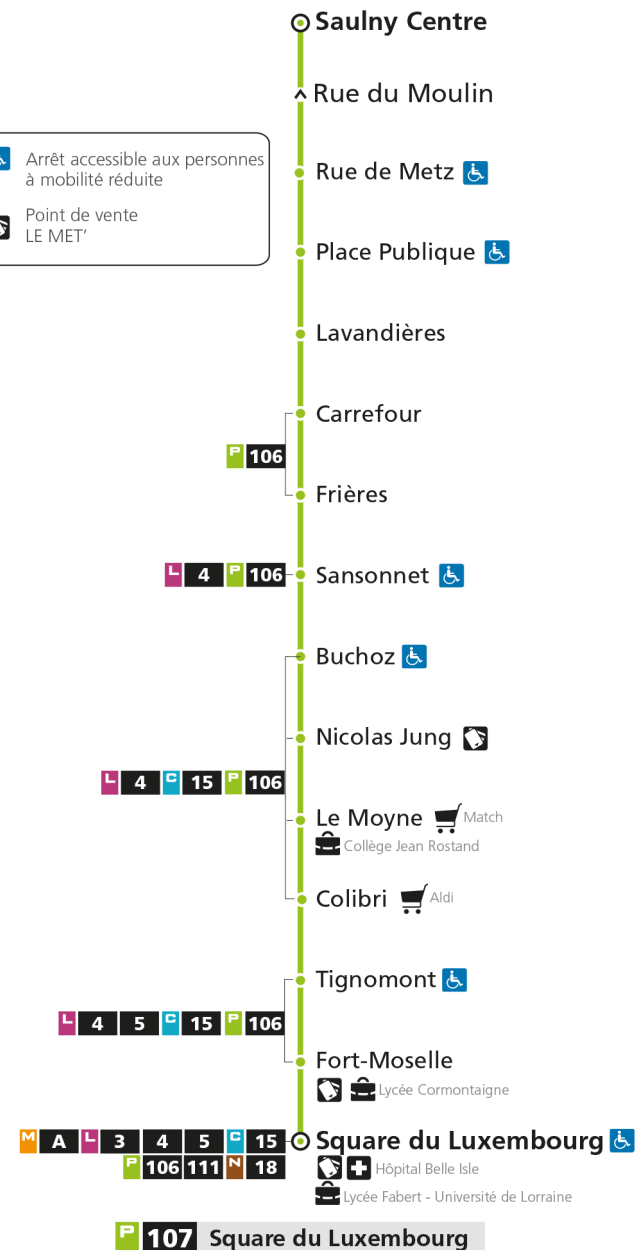 Saulny Centre
Rue du Moulin
Arrêt accessible aux personnes
à mobilité réduite
Point de vente
LE MET'
Rue de Metz
Place Publique
Lavandières
Carrefour
P 106
Frières
L 4 P 106 Sansonnet
Buchoz
Nicolas Jung
L 4 C 15 P 106
Le Moyne Match
Collège Jean Rostand
Colibri Aldi
Tignomont
L 4 5 C 15 P 106
Fort-Moselle
Lycée Cormontaigne
M A L 3 4 5 C 15 Square du Luxembourg
P 106 111 N 18 Hôpital Belle Isle
Lycée Fabert - Université de Lorraine
P 107 Square du Luxembourg